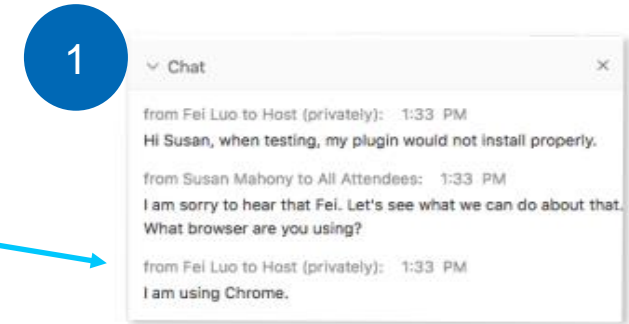 1
Chat
from Fei Luo to Host (privately): 1:33 PM
Hi Susan, when testing, my plugin would not install properly.
from Susan Mahony to All Attendees: 1:33 PM
I am sorry to hear that Fei. Let's see what we can do about that.
What browser are you using?
from Fei Luo to Host (privately): 1:33 PM
I am using Chrome.